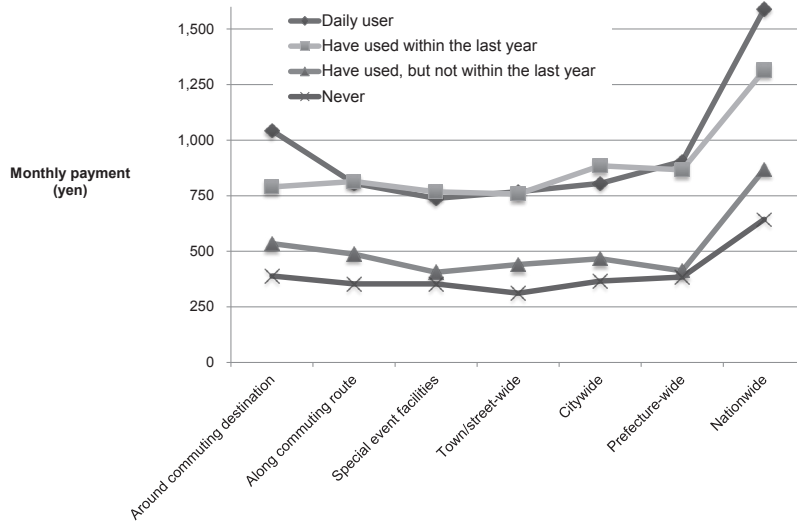 1,500
1,250
1,000
750
500
250
0
Monthly payment
(yen)
Daily user
Have used within the last year
Have used, but not within the last year
Never
Around commuting destination
Along commuting route
Special event facilities
Town/street-wide
Citywide
Prefecture-wide
Nationwide